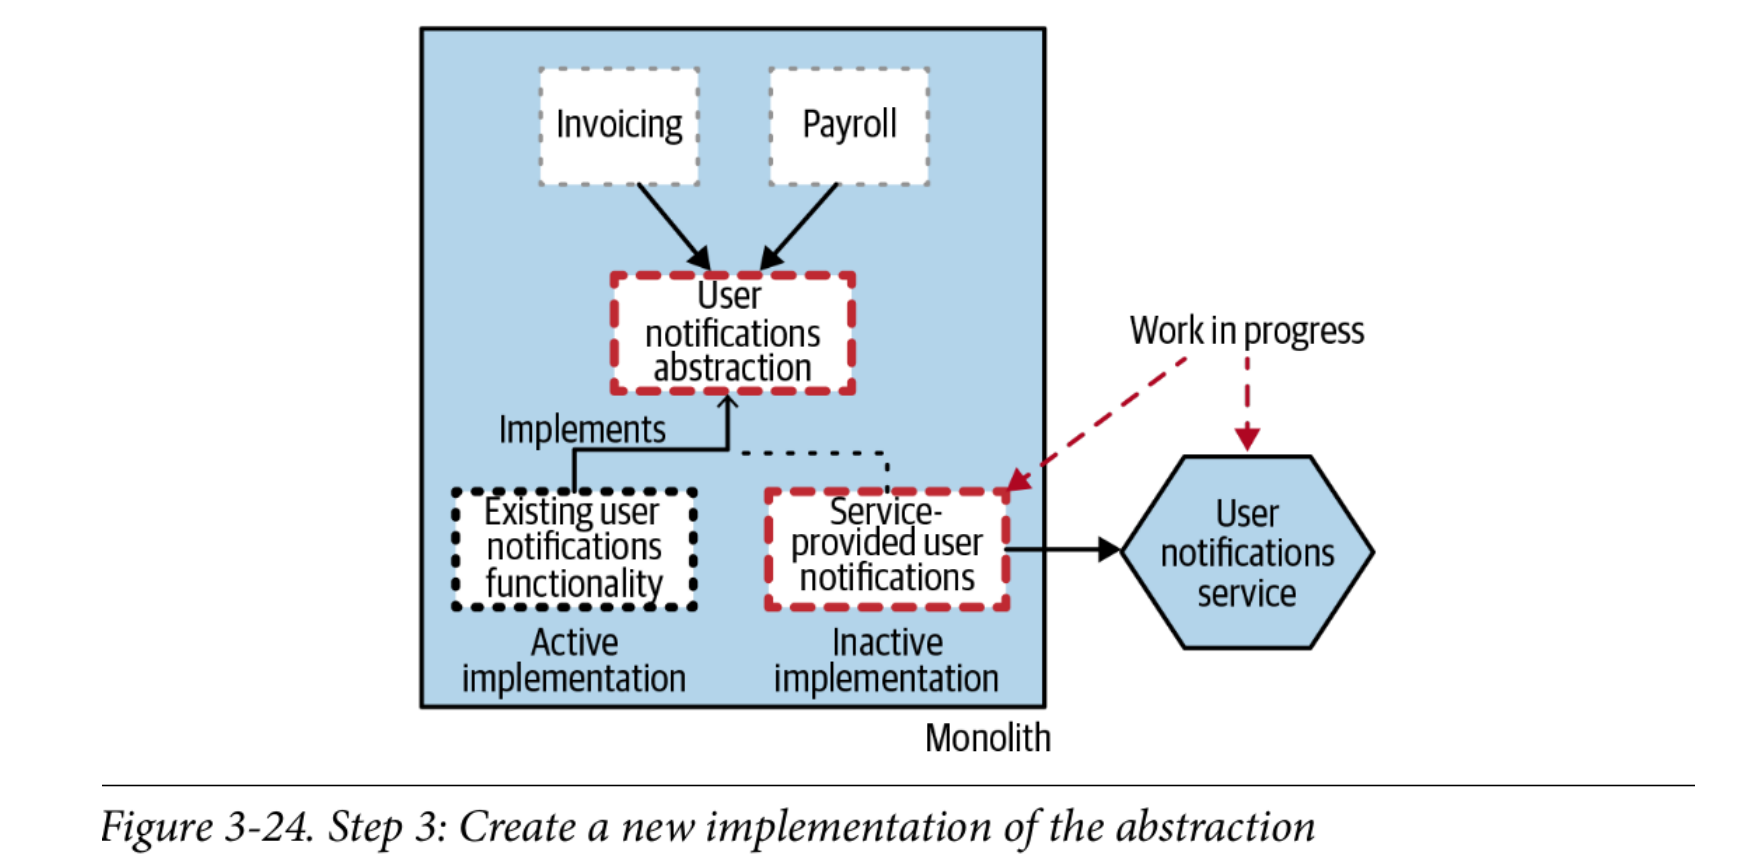 Invoicing
Payroll
User
notifications
abstraction
Work in progress
Implements
Existing user
notifications
functionality
Service-
provided user
notifications
User
notifications
service
Active
implementation
Inactive
implementation
Monolith
Figure 3-24. Step 3: Create a new implementation of the abstraction